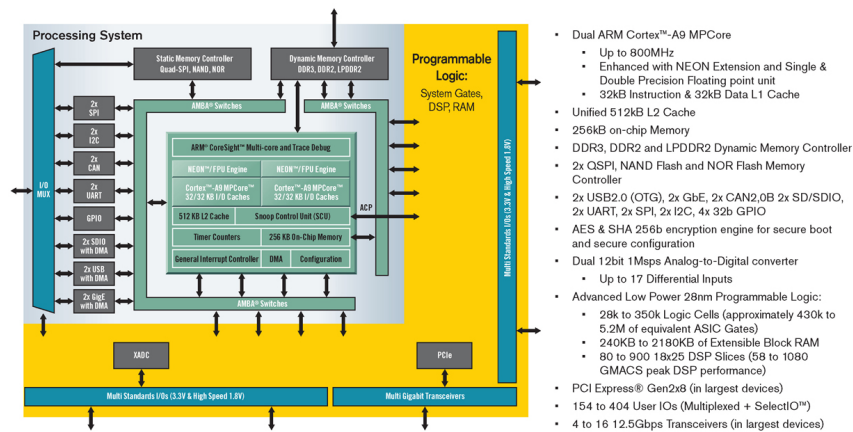 Processing System
Static Memory Controller
Quad-SPI, NAND, NOR
Dynamic Memory Controller
DDR3, DDR2, LPDDR2
Programmable
Logic:
System Gates,
DSP, RAM
AMBA® Switches
AMBA® Switches
I/O
MUX
2x
SPI
2x
I2C
2x
CAN
2x
UART
GPIO
2x SDIO
with DMA
2x USB
with DMA
2x GigE
with DMA
ARM® CoreSight™ Multi-core and Trace Debug
NEON™/FPU Engine
NEON™/FPU Engine
Cortex™-A9 MPCore™
32/32 KB I/D Caches
Cortex™-A9 MPCore™
32/32 KB I/D Caches
512 KB L2 Cache
Snoop Control Unit (SCU)
Timer Counters
256 KB On-Chip Memory
General Interrupt Controller
DMA
Configuration
ACP
AMBA® Switches
Multi Standards I/Os (3.3V & High Speed 1.8V)
XADC
PCIe
Multi Standards I/Os (3.3V & High Speed 1.8V)
Multi Gigabit Transceivers
▪ Dual ARM Cortex™-A9 MPCore
▪ Up to 800MHz
▪ Enhanced with NEON Extension and Single &
Double Precision Floating point unit
▪ 32kB Instruction & 32kB Data L1 Cache
▪ Unified 512kB L2 Cache
▪ 256kB on-chip Memory
▪ DDR3, DDR2 and LPDDR2 Dynamic Memory Controller
▪ 2x QSPI, NAND Flash and NOR Flash Memory
Controller
▪ 2x USB2.0 (OTG), 2x GbE, 2x CAN2,0B 2x SD/SDIO,
2x UART, 2x SPI, 2x I2C, 4x 32b GPIO
▪ AES & SHA 256b encryption engine for secure boot
and secure configuration
▪ Dual 12bit 1Msps Analog-to-Digital converter
▪ Up to 17 Differential Inputs
▪ Advanced Low Power 28nm Programmable Logic:
▪ 28k to 350k Logic Cells (approximately 430k to
5.2M of equivalent ASIC Gates)
▪ 240KB to 2180KB of Extensible Block RAM
▪ 80 to 900 18x25 DSP Slices (58 to 1080
GMACS peak DSP performance)
▪ PCI Express® Gen2x8 (in largest devices)
▪ 154 to 404 User IOs (Multiplexed + SelectIO™)
▪ 4 to 16 12.5Gbps Transceivers (in largest devices)